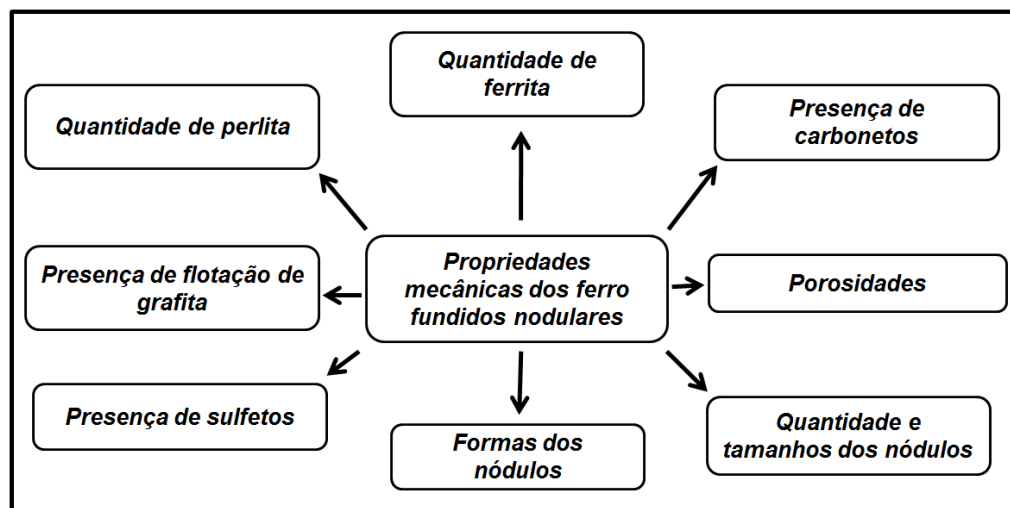 Quantidade de
ferrita
Quantidade de perlita
Presença de
carbonetos
Presença de flotação de
grafita
Propriedades
mecânicas dos ferro
fundidos nodulares
Porosidades
Presença de sulfetos
Formas dos
nódulos
Quantidade e
tamanhos dos nódulos